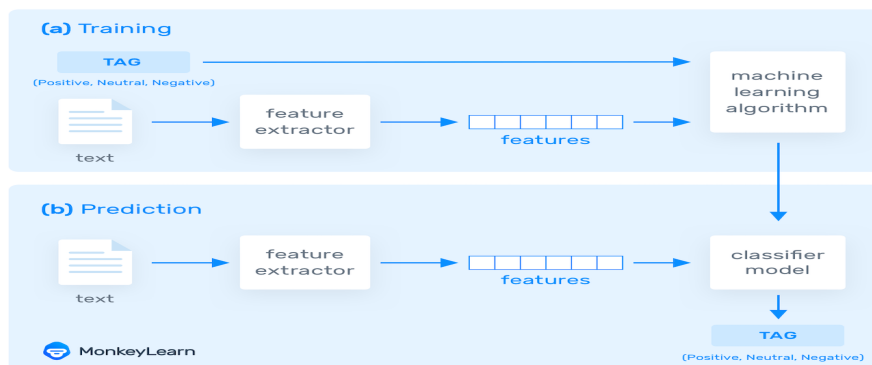 (a) Training
TAG
(Positive, Neutral, Negative)
text
feature
extractor
features
machine
learning
algorithm
(b) Prediction
text
feature
extractor
features
classifier
model
TAG
(Positive, Neutral, Negative)
MonkeyLearn